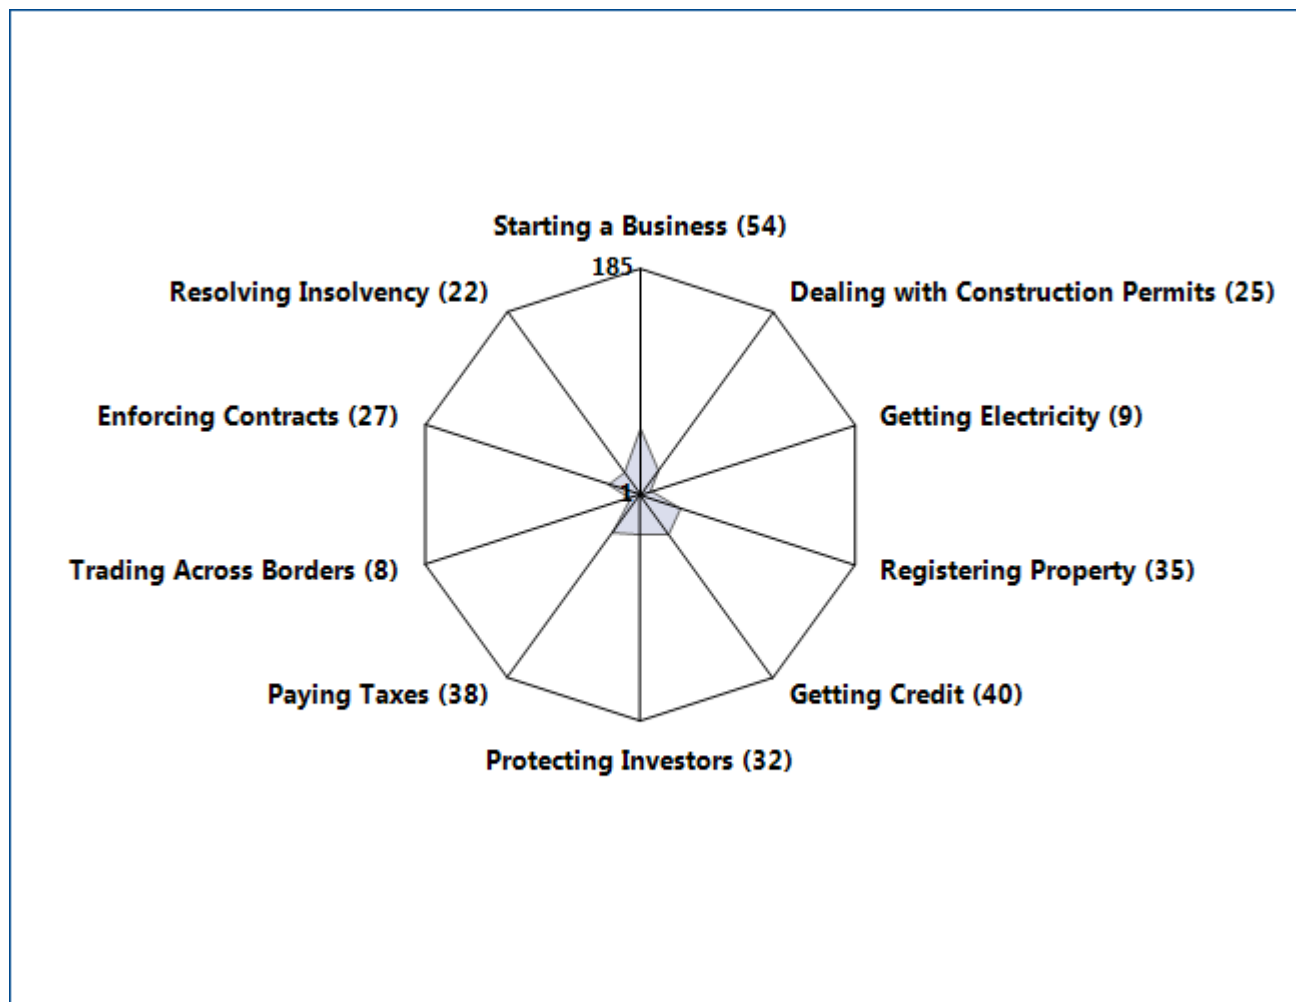 Starting a Business (54)
185
Resolving Insolvency (22)
Dealing with Construction Permits (25)
Enforcing Contracts (27)
Getting Electricity (9)
1
Trading Across Borders (8)
Registering Property (35)
Paying Taxes (38)
Getting Credit (40)
Protecting Investors (32)